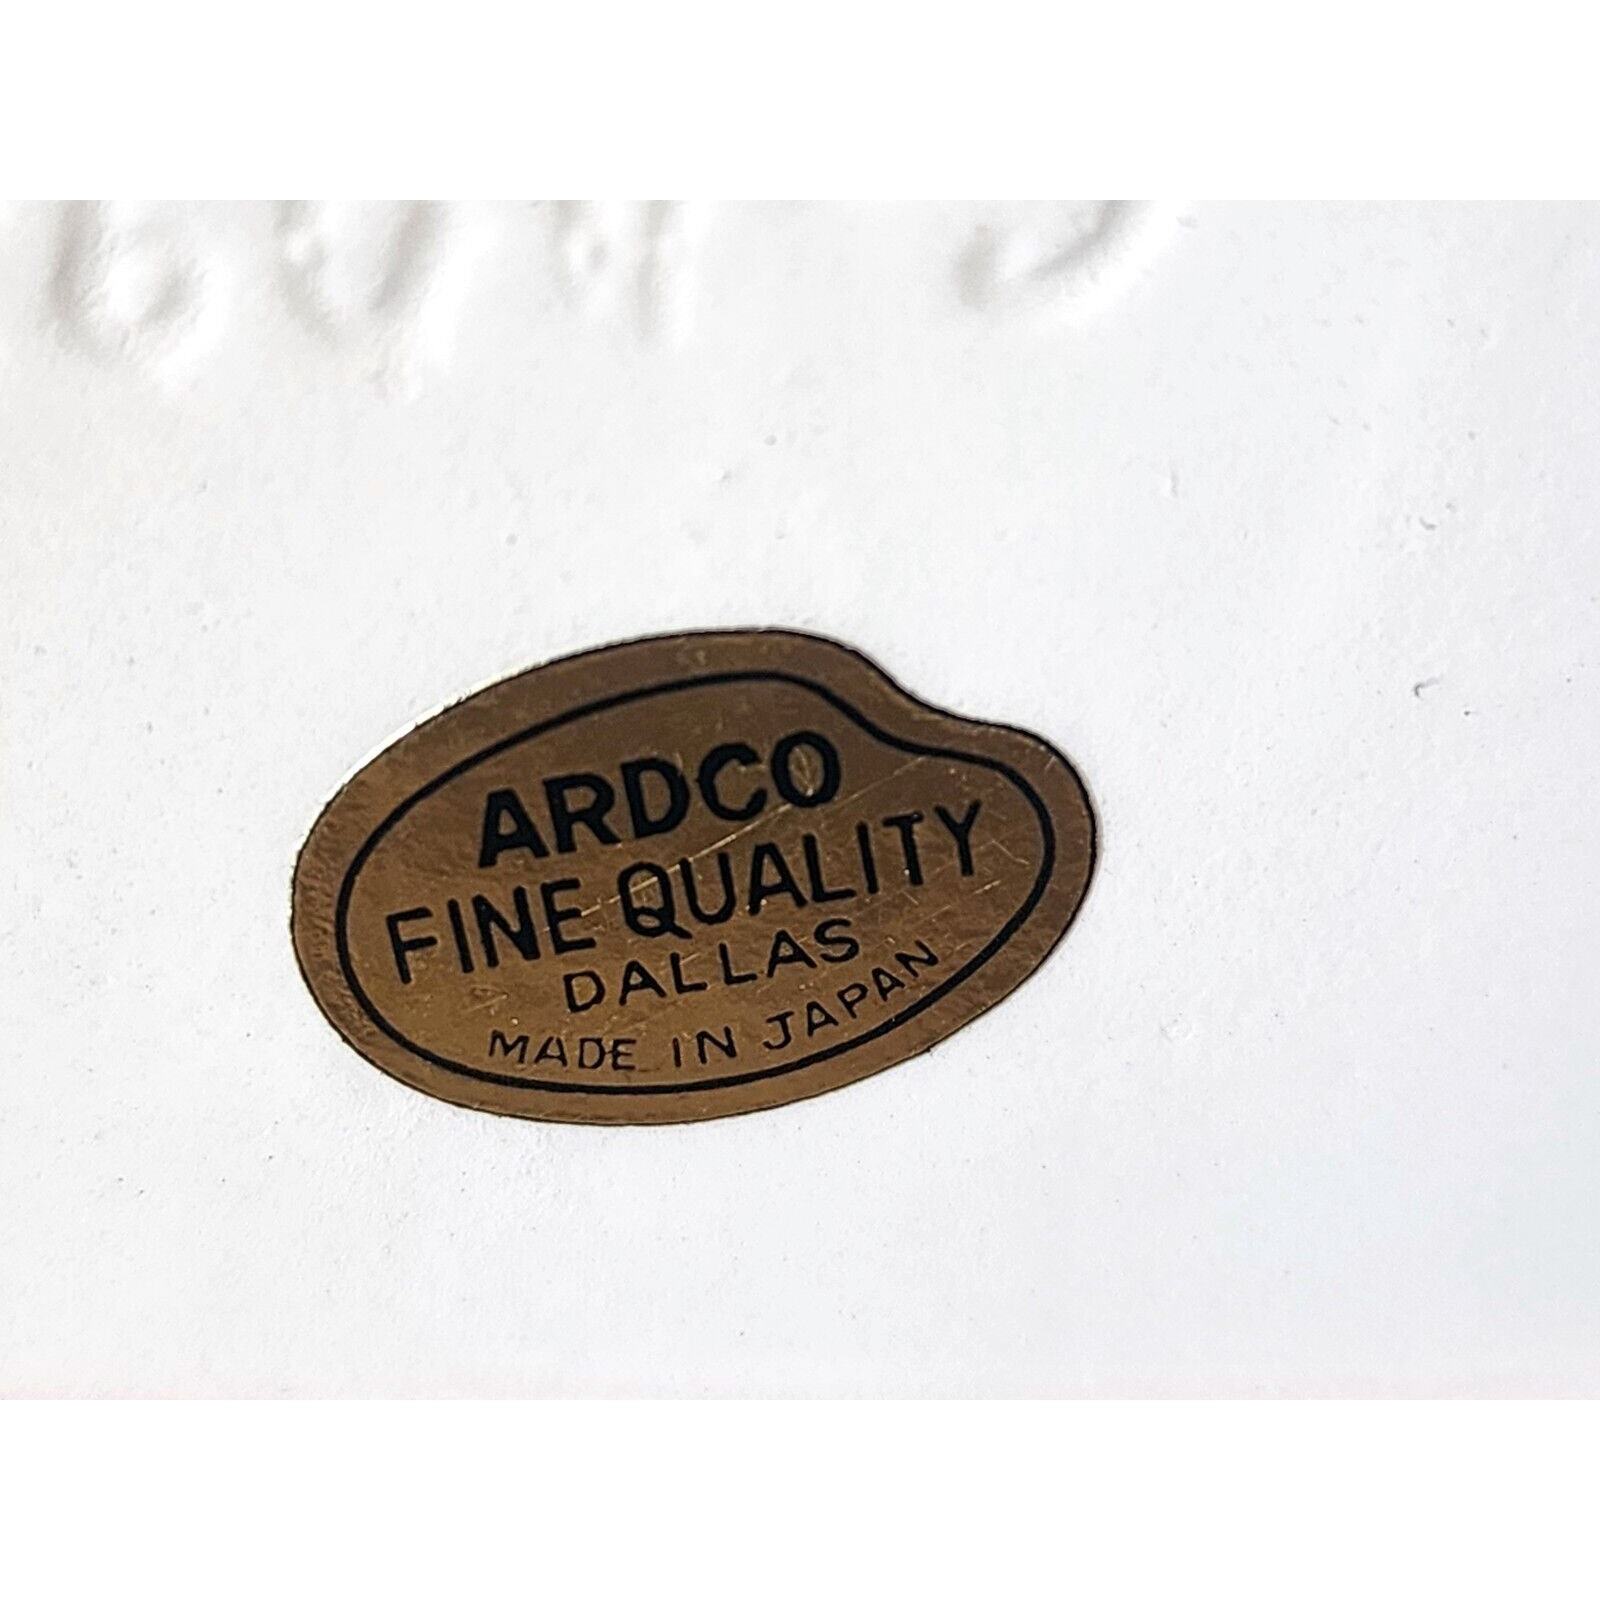 ARDCO
FINE QUALITY
DALLAS
MADE IN JAPAN